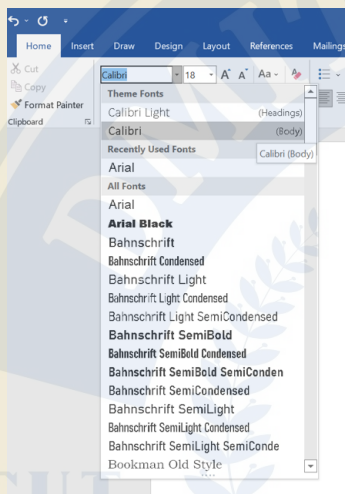 Home Insert Draw Design Layout References Mailings
Cut
Copy
Format Painter
Clipboard
Calibri 18 A A Aa
Theme Fonts
Calibri Light (Headings)
Calibri (Body)
Calibri (Body)
Recently Used Fonts
Arial
All Fonts
Arial
Arial Black
Bahnschrift
Bahnschrift Condensed
Bahnschrift Light
Bahnschrift Light Condensed
Bahnschrift Light SemiCondensed
Bahnschrift SemiBold
Bahnschrift SemiBold Condensed
Bahnschrift SemiBold SemiConden
Bahnschrift SemiCondensed
Bahnschrift SemiLight
Bahnschrift SemiLight Condensed
Bahnschrift SemiLight SemiConde
Bookman Old Style